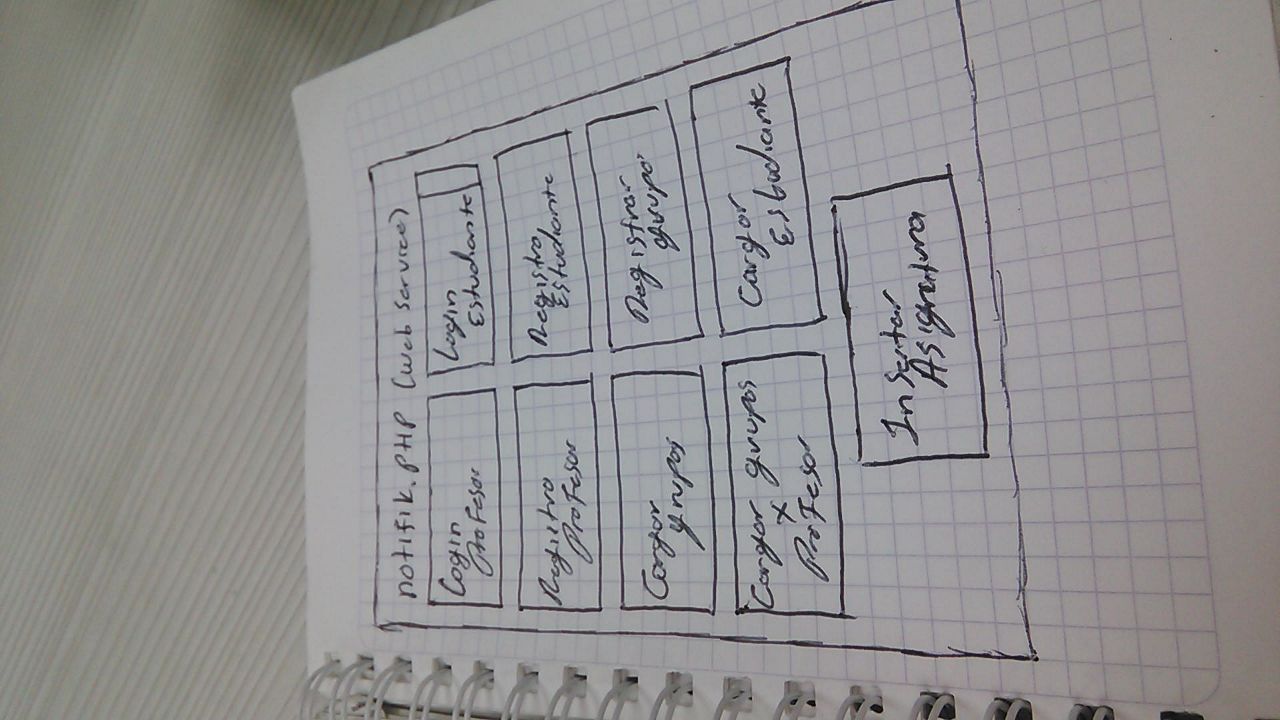 notifik.PHP (web service)
Login
Profesor
Login
Estudiante
Registro
Profesor
Registro
Estudiante
Cargar
grupos
Registrar
grupos
Cargar grupos
x
Profesor
Cargar
Estudiante
Insertar
Asignatura